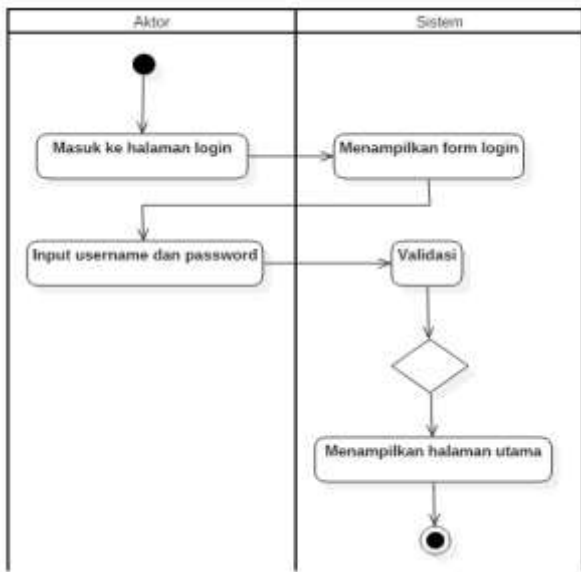 Aktor
Sistem
Masuk ke halaman login
Menampilkan form login
Input username dan password
Validasi
Menampilkan halaman utama